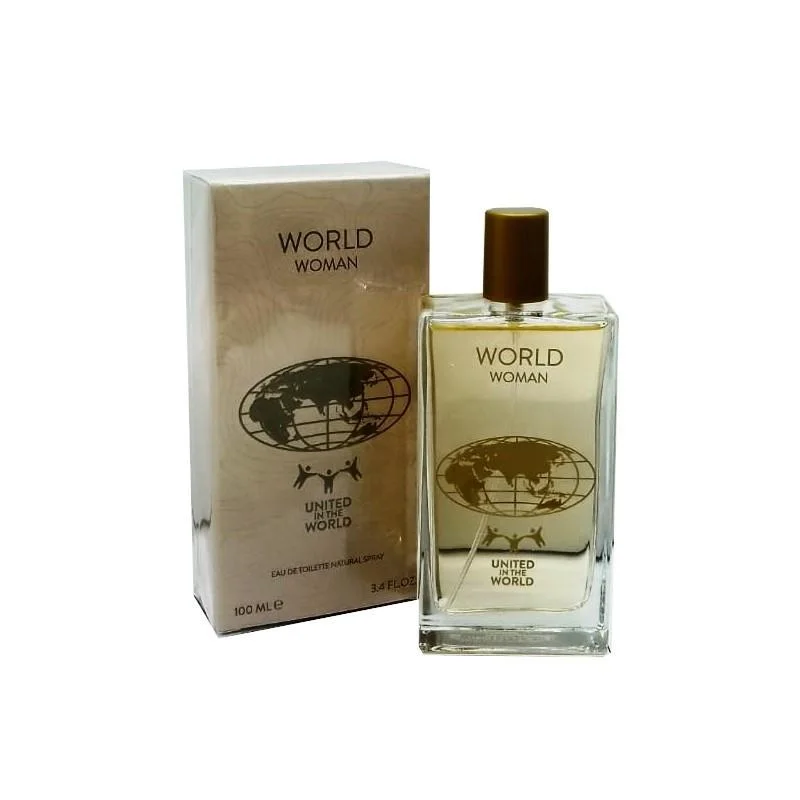 WORLD
WOMAN
UNITED
IN THE
WORLD
EAU DE TOILETTE NATURAL SPRAY
100 ML e
3.4 FL.OZ
WORLD
WOMAN
UNITED
IN THE
WORLD